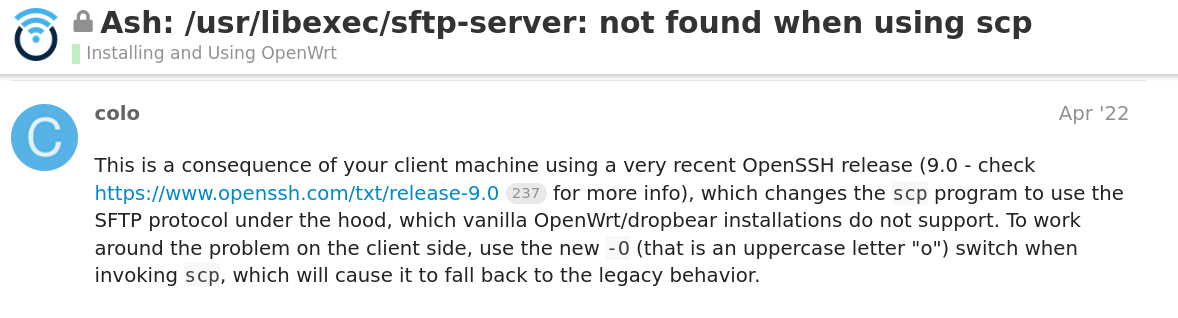 Ash: /usr/libexec/sftp-server: not found when using scp
Installing and Using OpenWrt
C
colo
Apr '22
This is a consequence of your client machine using a very recent OpenSSH release (9.0 - check
https://www.openssh.com/txt/release-9.0 237 for more info), which changes the scp program to use the
SFTP protocol under the hood, which vanilla OpenWrt/dropbear installations do not support. To work
around the problem on the client side, use the new -O (that is an uppercase letter "o") switch when
invoking scp, which will cause it to fall back to the legacy behavior.